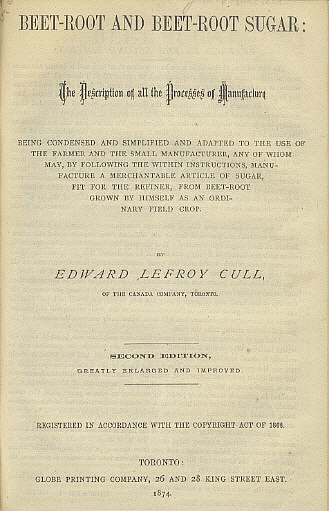 BEET-ROOT AND BEET-ROOT SUGAR:
The Description of all the Processes of Manufacture
BEING CONDENSED AND SIMPLIFIED AND ADAPTED TO THE USE OF
THE FARMER AND THE SMALL MANUFACTURER, ANY OF WHOM
MAY, BY FOLLOWING THE WITHIN INSTRUCTIONS, MANU-
FACTURE A MERCHANTABLE ARTICLE OF SUGAR,
FIT FOR THE REFINER, FROM BEET-ROOT
GROWN BY HIMSELF AS AN ORDI-
NARY FIELD CROP.
BY
EDWARD LEFROY CULL,
OF THE CANADA COMPANY, TORONTO.
SECOND EDITION,
GREATLY ENLARGED AND IMPROVED.
REGISTERED IN ACCORDANCE WITH THE COPYRIGHT ACT OF 1868.
TORONTO:
GLOBE PRINTING COMPANY, 26 AND 28 KING STREET EAST.
1874.